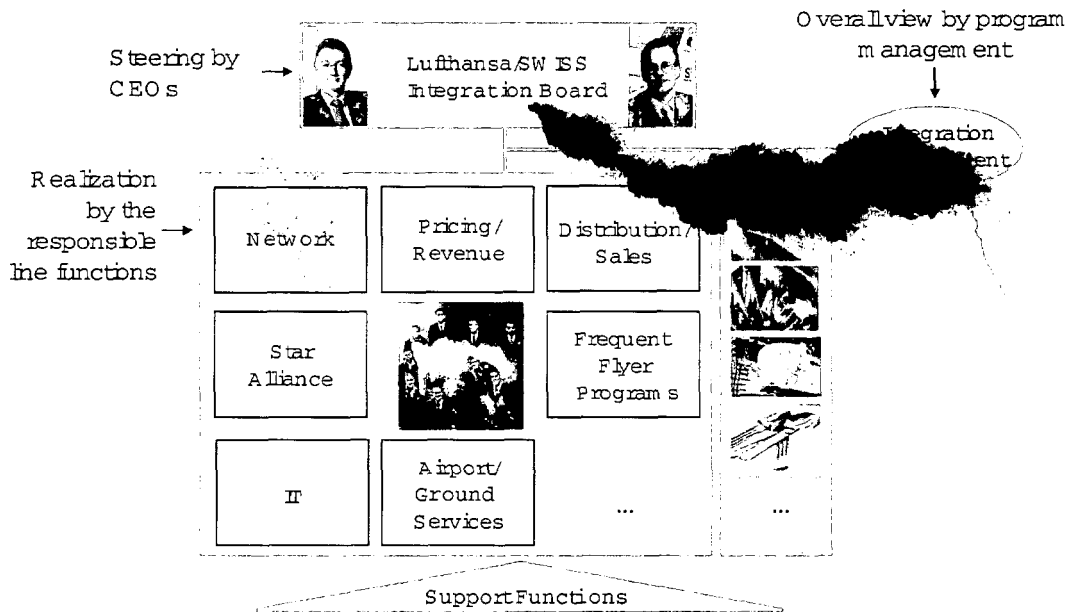 Overall view by program
management
Steering by
CEOs
Lufthansa/SWISS
Integration Board
Realization
by the
responsible
line functions
Network
Pricing/
Revenue
Distribution/
Sales
Star
Alliance
Frequent
Flyer
Programs
IT
Airport/
Ground
Services
...
...
Support Functions